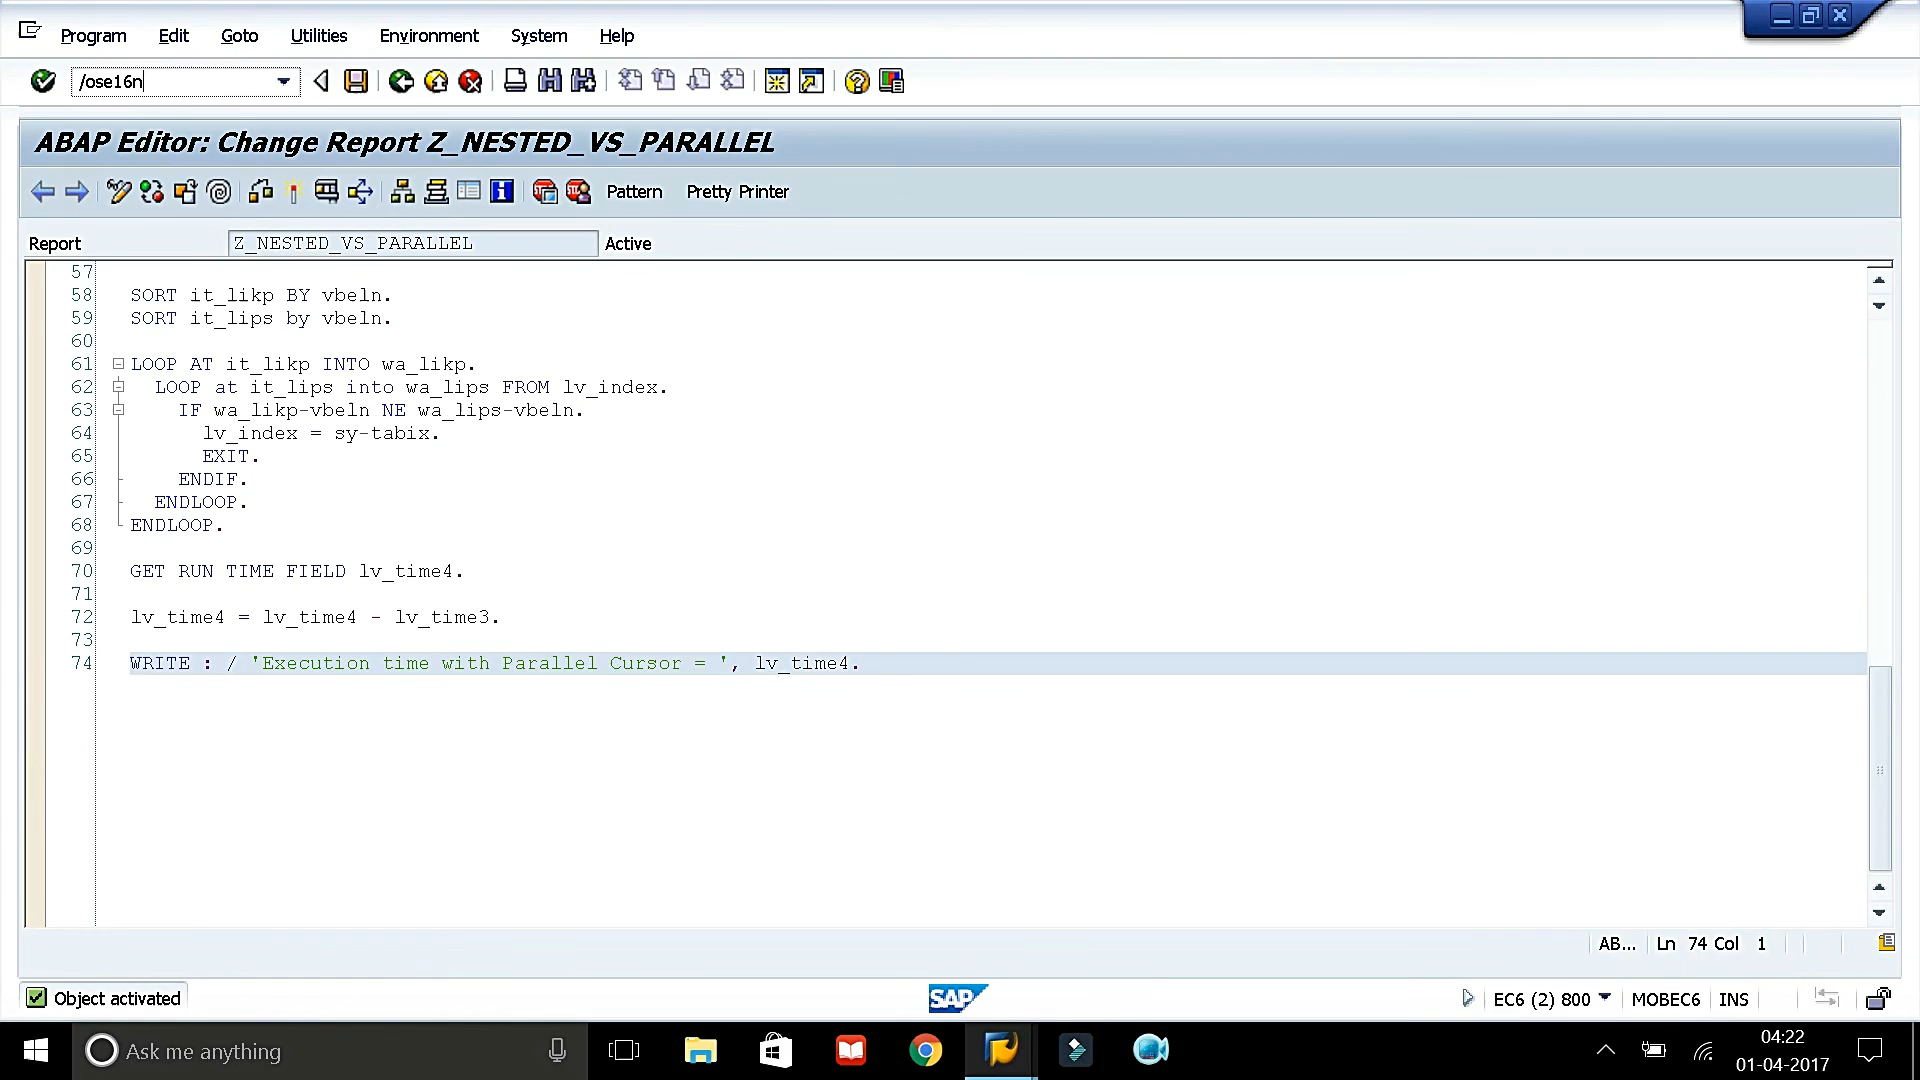 Program Edit Goto Utilities Environment System Help
/ose16n
ABAP Editor: Change Report Z_NESTED_VS_PARALLEL
Pattern Pretty Printer
Report Z_NESTED_VS_PARALLEL Active
57
58 SORT it_likp BY vbeln.
59 SORT it_lips by vbeln.
60
61 LOOP AT it_likp INTO wa_likp.
62 LOOP at it_lips into wa_lips FROM lv_index.
63 IF wa_likp-vbeln NE wa_lips-vbeln.
64 lv_index = sy-tabix.
65 EXIT.
66 ENDIF.
67 ENDLOOP.
68 ENDLOOP.
69
70 GET RUN TIME FIELD lv_time4.
71
72 lv_time4 = lv_time4 - lv_time3.
73
74 WRITE : / 'Execution time with Parallel Cursor = ', lv_time4.
AB... Ln 74 Col 1
Object activated
SAP
EC6 (2) 800 MOBEC6 INS
Ask me anything
04:22
01-04-2017